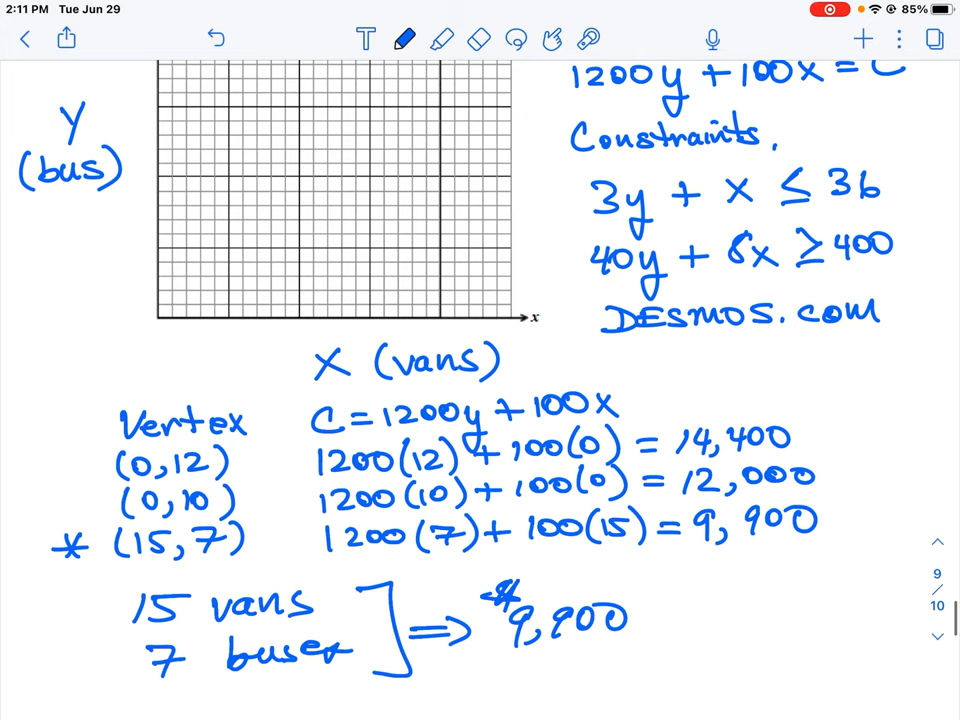 2:11 PM Tue Jun 29
85%
T
1200y + 100x = C
Constraints,
3y + x ≤ 36
40y + 8x ≥ 400
DESMOS.COM
Y
(bus)
x
X (vans)
Vertex C = 1200y + 100x
(0,12) 1200(12) + 100(0) = 14,400
(0,10) 1200(10) + 100(0) = 12,000
* (15,7) 1200(7) + 100(15) = 9,900
15 vans
7 buses ] ⇒ $9,900
9
/
10